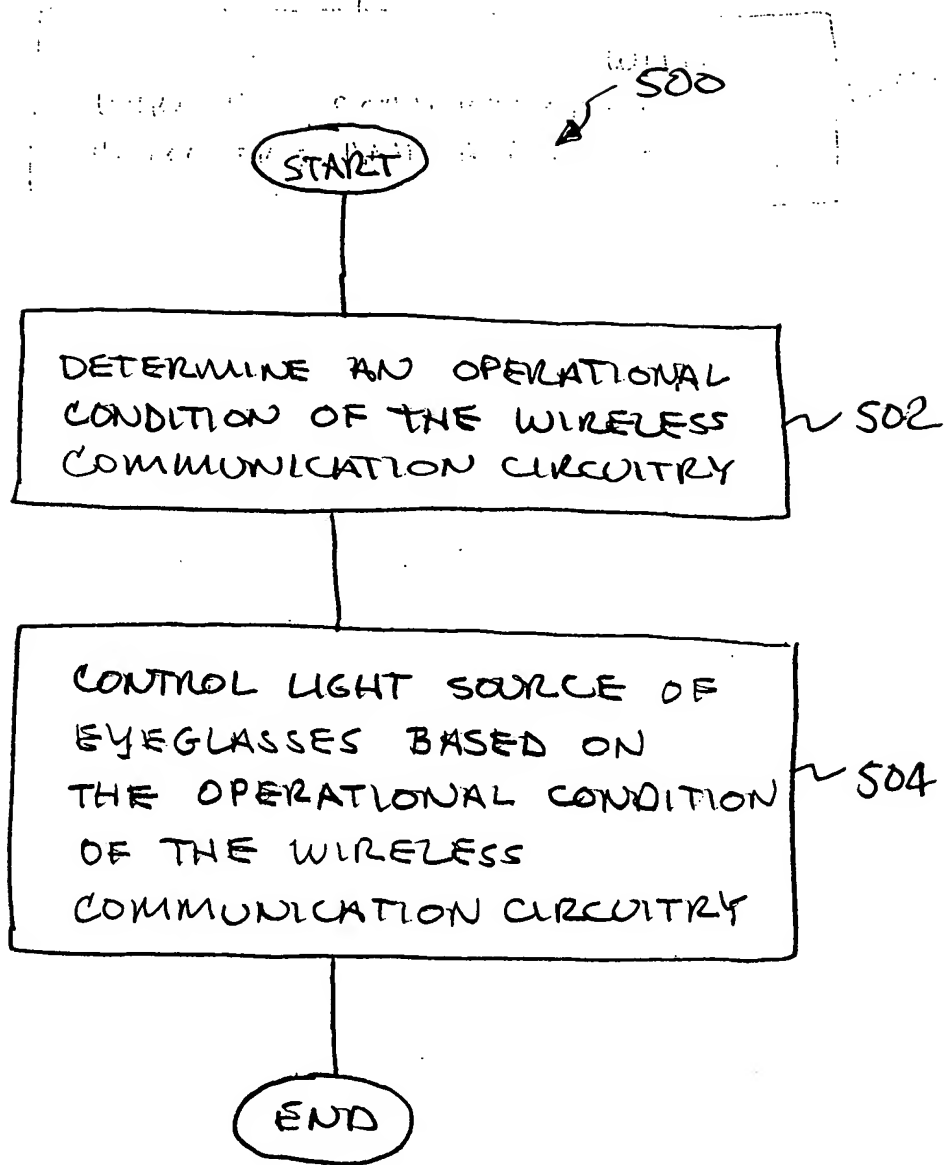 500
START
DETERMINE AN OPERATIONAL
CONDITION OF THE WIRELESS
COMMUNICATION CIRCUITRY
502
CONTROL LIGHT SOURCE OF
EYEGLASSES BASED ON
THE OPERATIONAL CONDITION
OF THE WIRELESS
COMMUNICATION CIRCUITRY
504
END